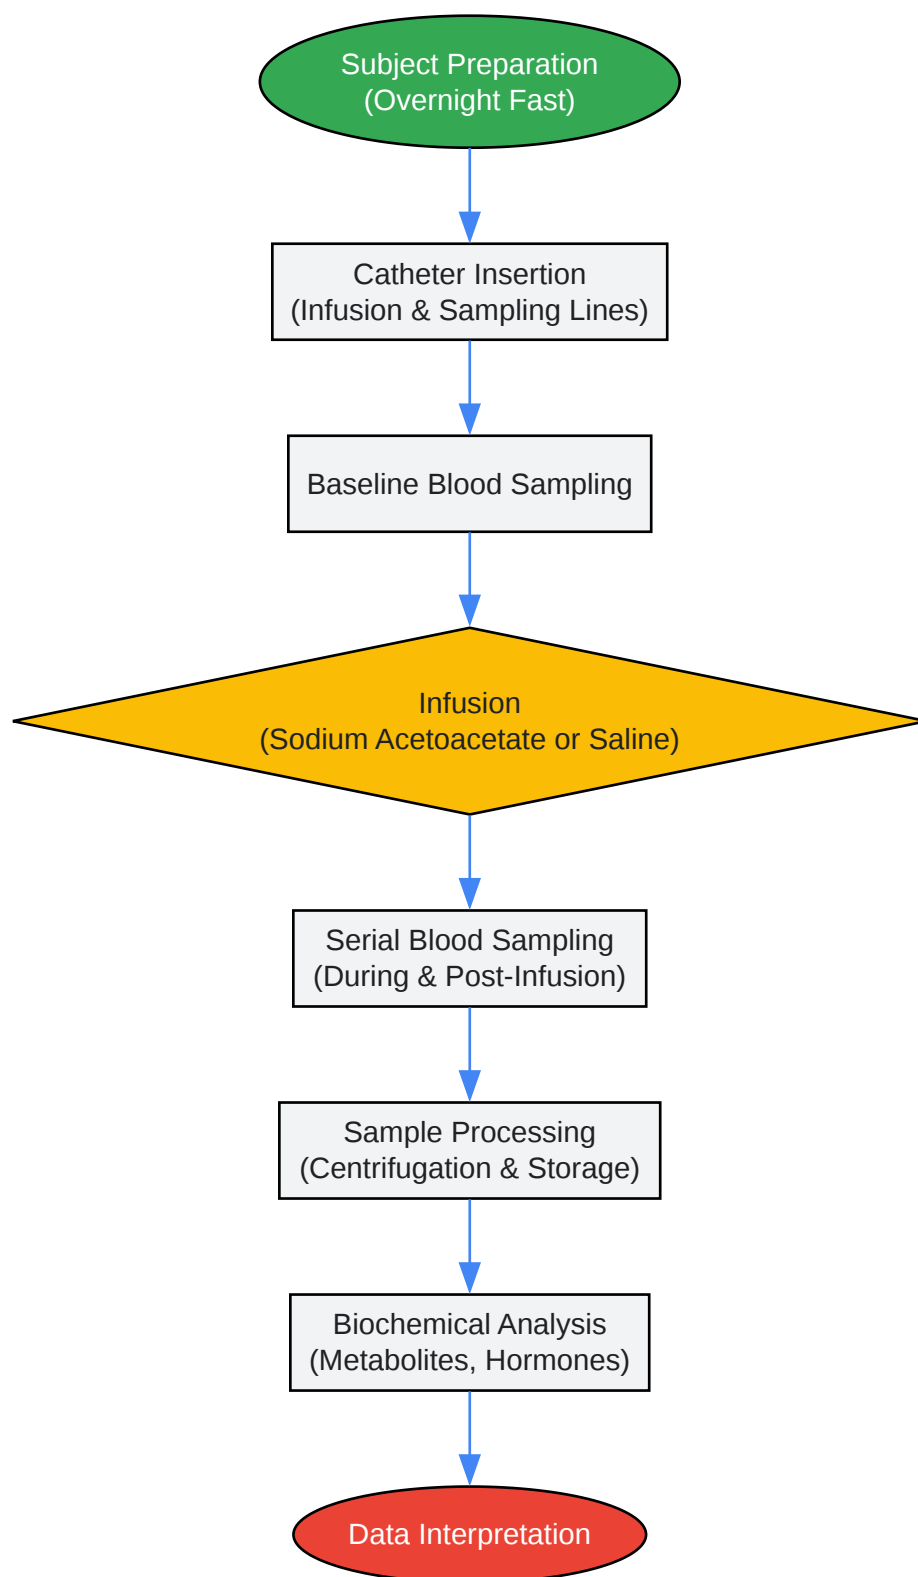 Subject Preparation
(Overnight Fast)
Catheter Insertion
(Infusion & Sampling Lines)
Baseline Blood Sampling
Infusion
(Sodium Acetoacetate or Saline)
Serial Blood Sampling
(During & Post-Infusion)
Sample Processing
(Centrifugation & Storage)
Biochemical Analysis
(Metabolites, Hormones)
Data Interpretation